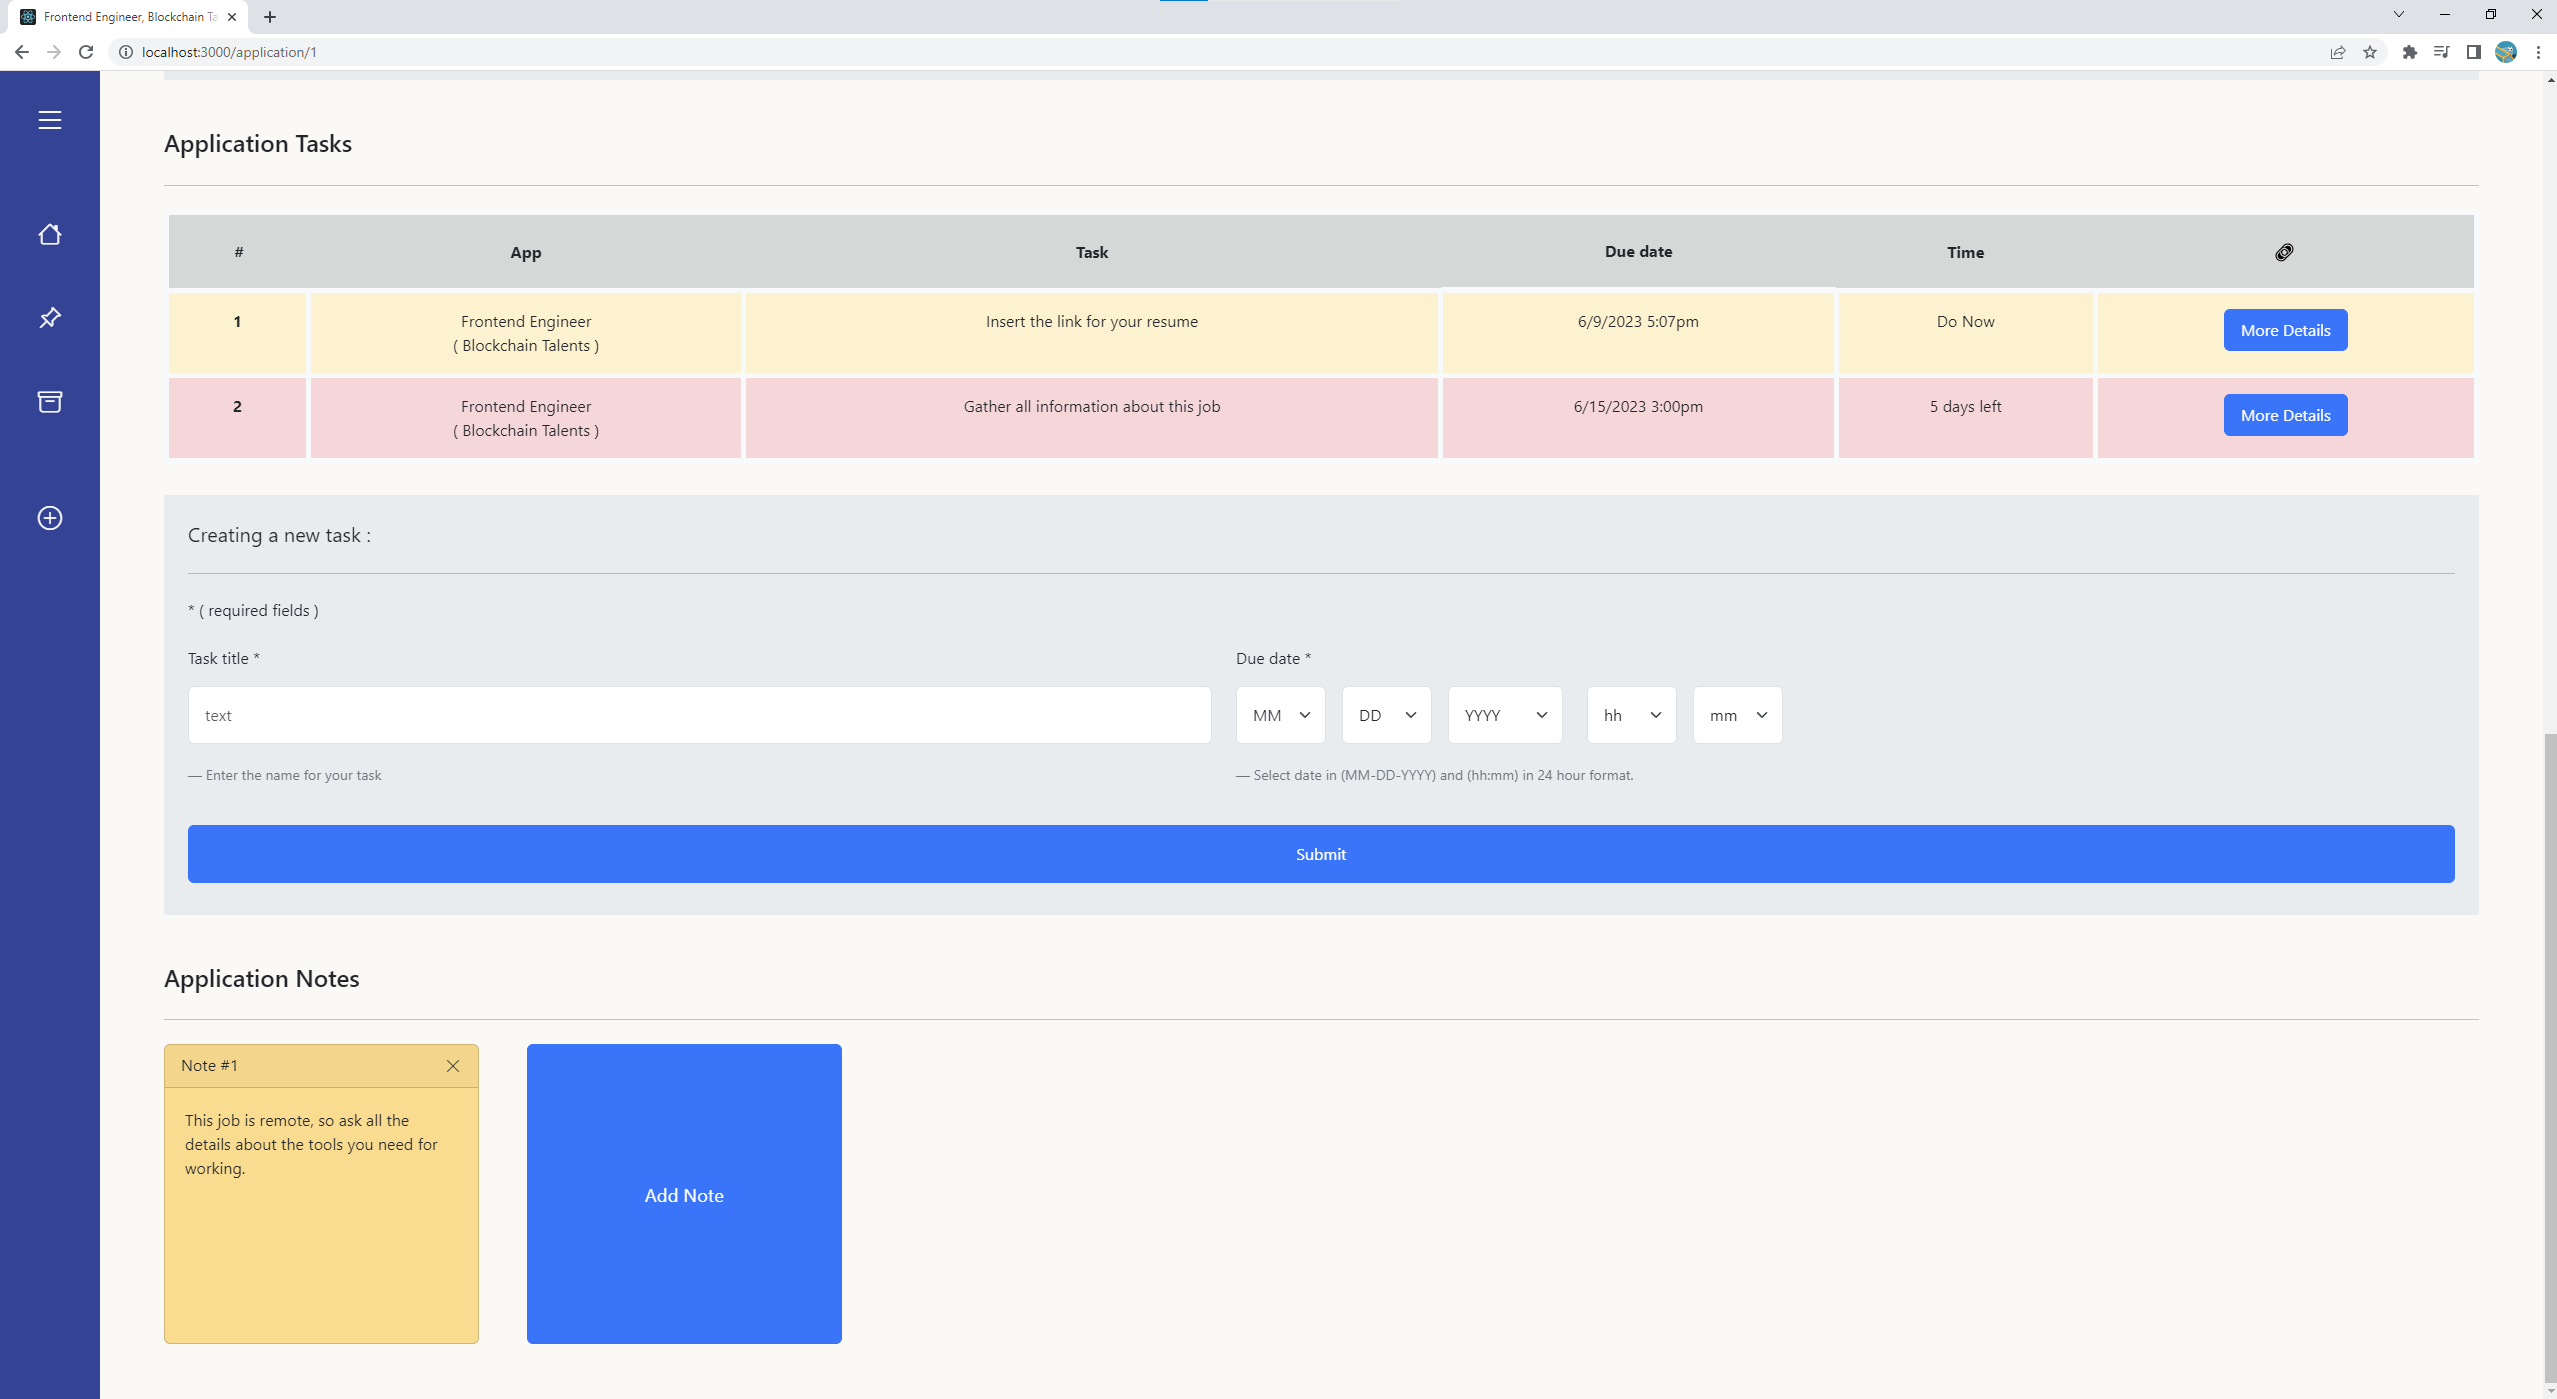 Frontend Engineer, Blockchain Ta
localhost:3000/application/1
Application Tasks
# App Task Due date Time
1 Frontend Engineer Insert the link for your resume 6/9/2023 5:07pm Do Now More Details
( Blockchain Talents )
2 Frontend Engineer Gather all information about this job 6/15/2023 3:00pm 5 days left More Details
( Blockchain Talents )
Creating a new task :
* ( required fields )
Task title * Due date *
text MM DD YYYY hh mm
— Enter the name for your task — Select date in (MM-DD-YYYY) and (hh:mm) in 24 hour format.
Submit
Application Notes
Note #1
This job is remote, so ask all the
details about the tools you need for
working.
Add Note